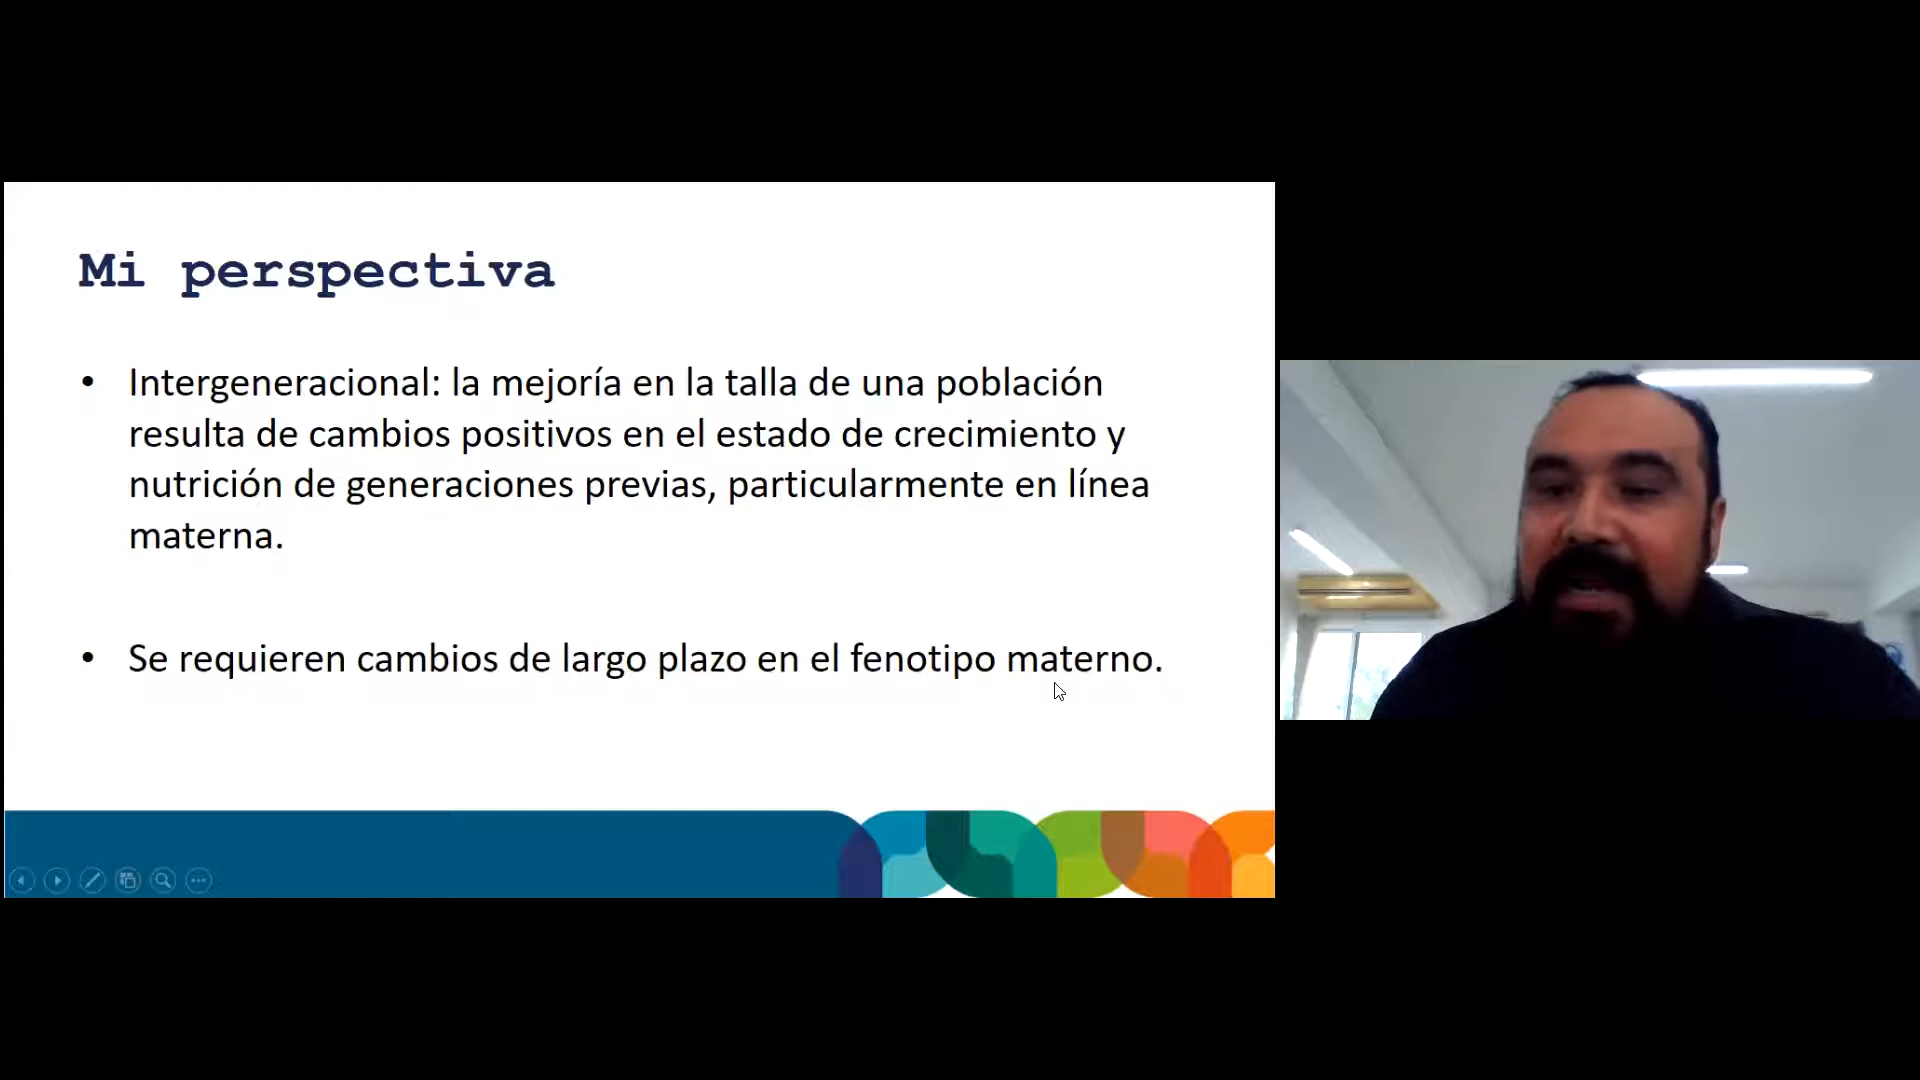 Mi perspectiva
• Intergeneracional: la mejoría en la talla de una población
resulta de cambios positivos en el estado de crecimiento y
nutrición de generaciones previas, particularmente en línea
materna.
• Se requieren cambios de largo plazo en el fenotipo materno.